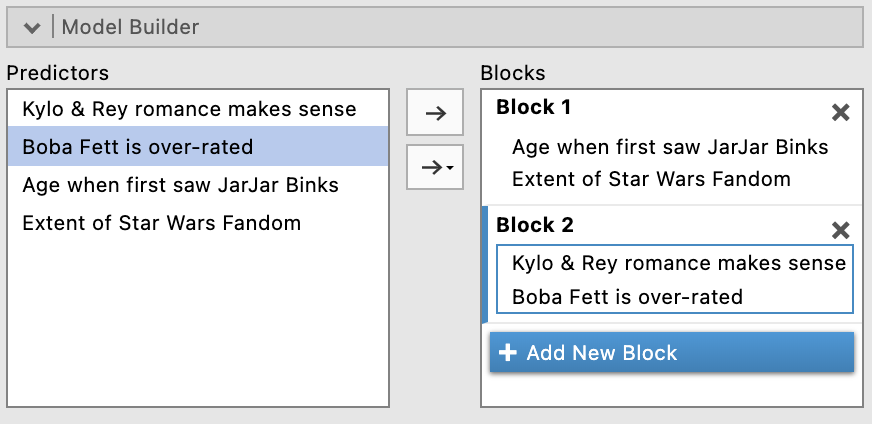 Model Builder
Predictors
Kylo & Rey romance makes sense
Boba Fett is over-rated
Age when first saw JarJar Binks
Extent of Star Wars Fandom
Blocks
Block 1
Age when first saw JarJar Binks
Extent of Star Wars Fandom
Block 2
Kylo & Rey romance makes sense
Boba Fett is over-rated
Add New Block